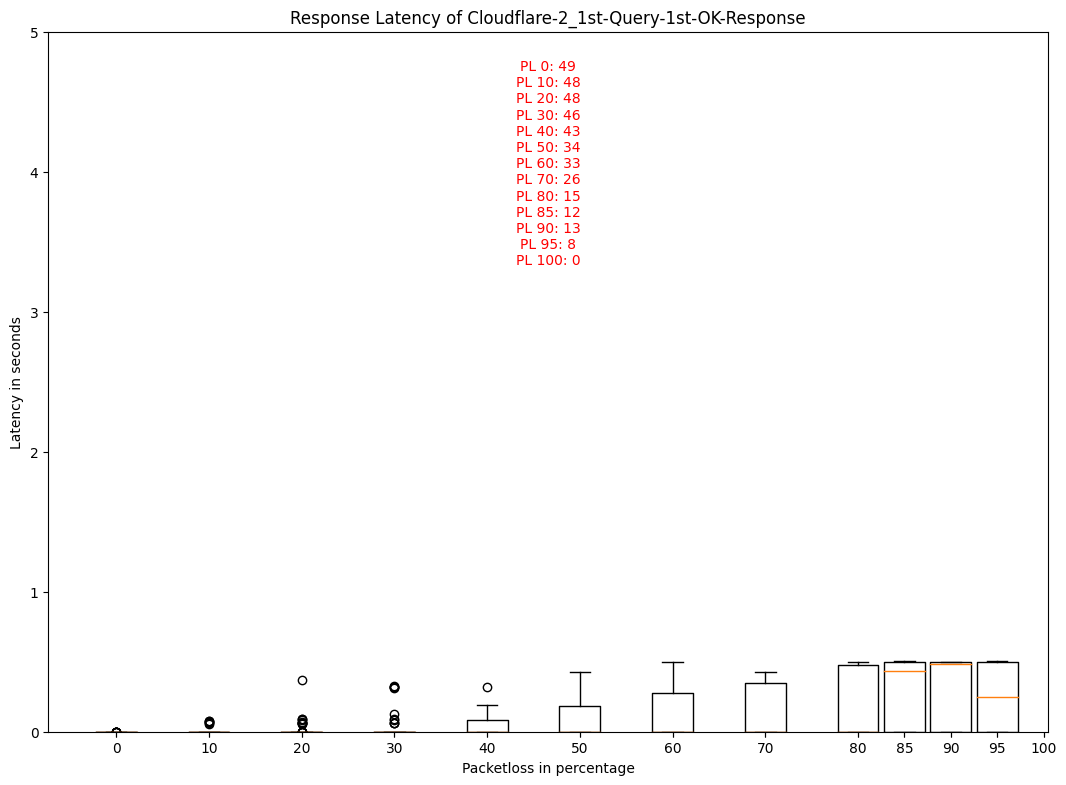 Response Latency of Cloudflare-2_1st-Query-1st-OK-Response
PL 0: 49
PL 10: 48
PL 20: 48
PL 30: 46
PL 40: 43
PL 50: 34
PL 60: 33
PL 70: 26
PL 80: 15
PL 85: 12
PL 90: 13
PL 95: 8
PL 100: 0
Latency in seconds
5
4
3
2
1
0
0 10 20 30 40 50 60 70 80 85 90 95 100
Packetloss in percentage